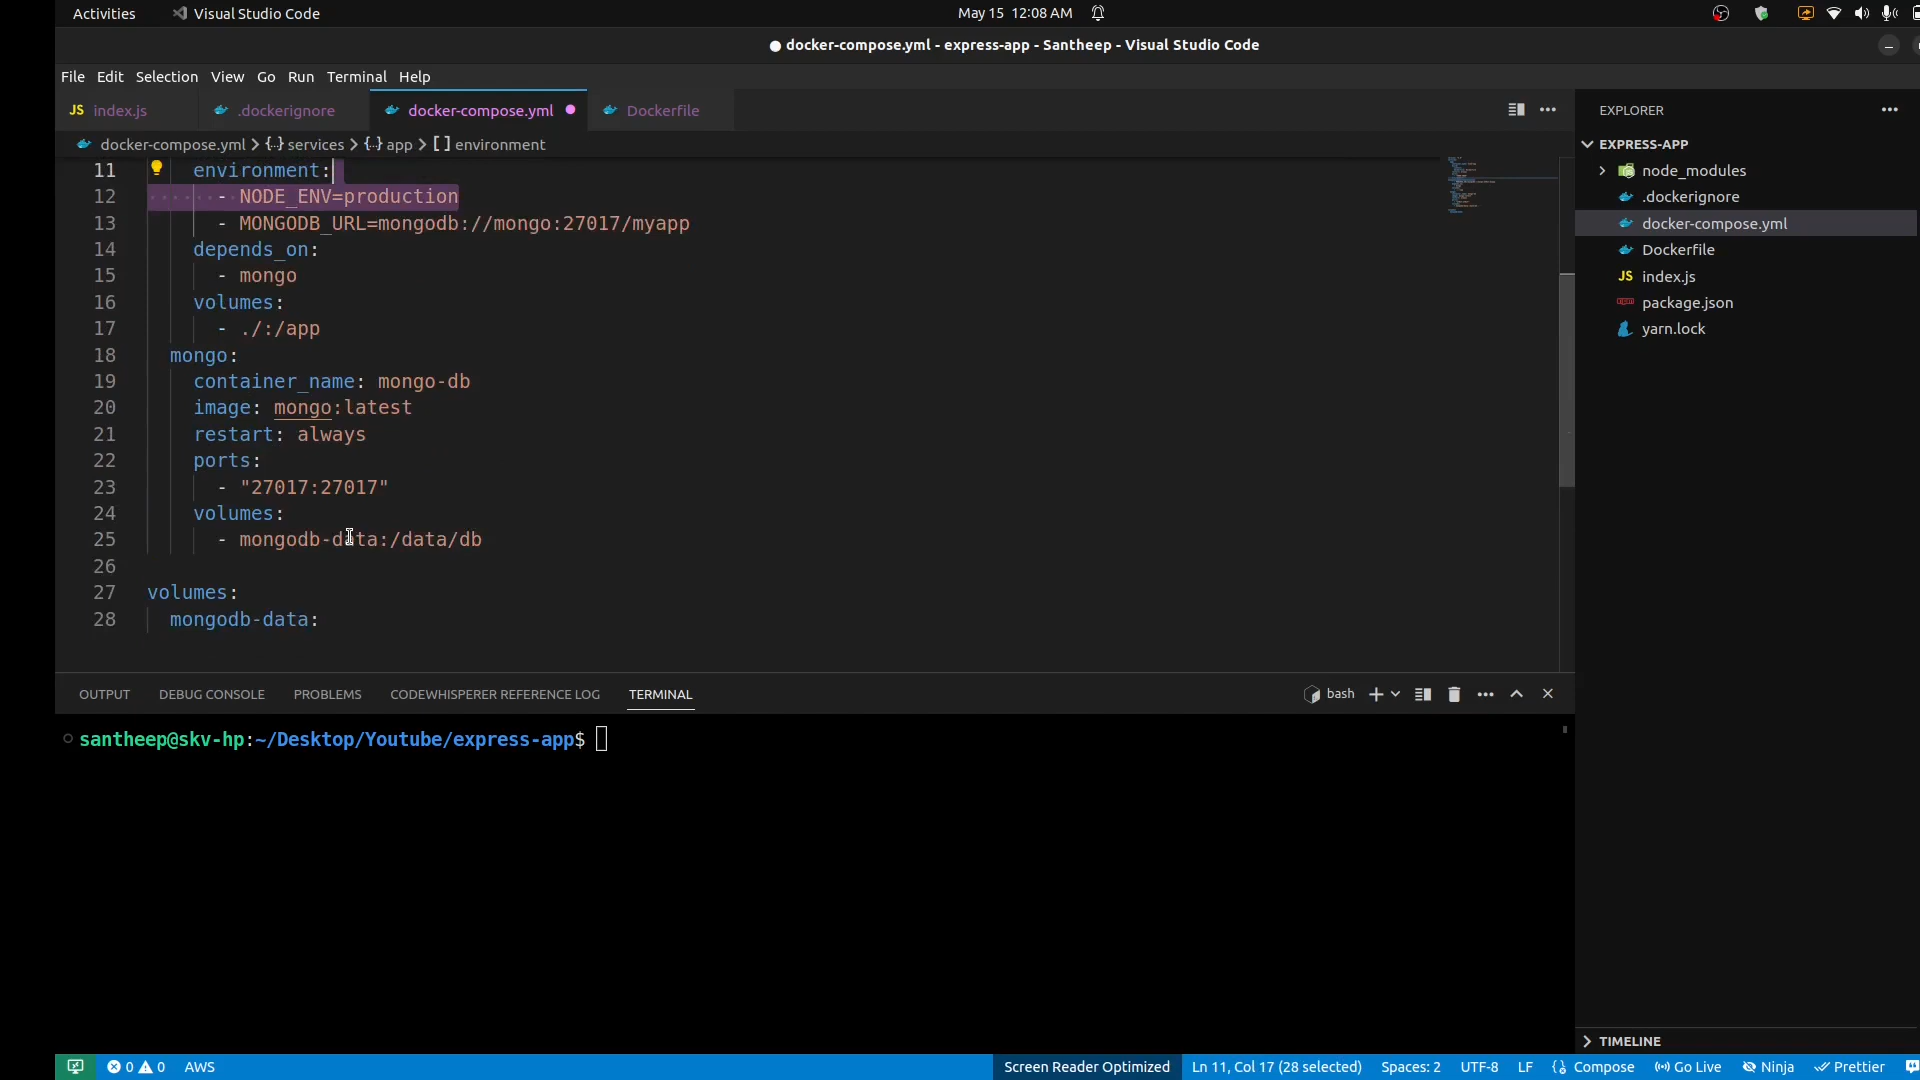 Activities Visual Studio Code May 15 12:08 AM
docker-compose.yml - express-app - Santheep - Visual Studio Code
File Edit Selection View Go Run Terminal Help
JS index.js .dockerignore docker-compose.yml Dockerfile
docker-compose.yml > {} services > {} app > [ ] environment
11 environment:
12 - NODE_ENV=production
13 - MONGODB_URL=mongodb://mongo:27017/myapp
14 depends_on:
15 - mongo
16 volumes:
17 - ./:/app
18 mongo:
19 container_name: mongo-db
20 image: mongo:latest
21 restart: always
22 ports:
23 - "27017:27017"
24 volumes:
25 - mongodb-data:/data/db
26
27 volumes:
28 mongodb-data:
EXPLORER
EXPRESS-APP
node_modules
.dockerignore
docker-compose.yml
Dockerfile
JS index.js
package.json
yarn.lock
TIMELINE
OUTPUT DEBUG CONSOLE PROBLEMS CODEWHISPERER REFERENCE LOG TERMINAL bash
santheep@skv-hp:~/Desktop/Youtube/express-app$
0 0 AWS Screen Reader Optimized Ln 11, Col 17 (28 selected) Spaces: 2 UTF-8 LF Compose Go Live Ninja Prettier